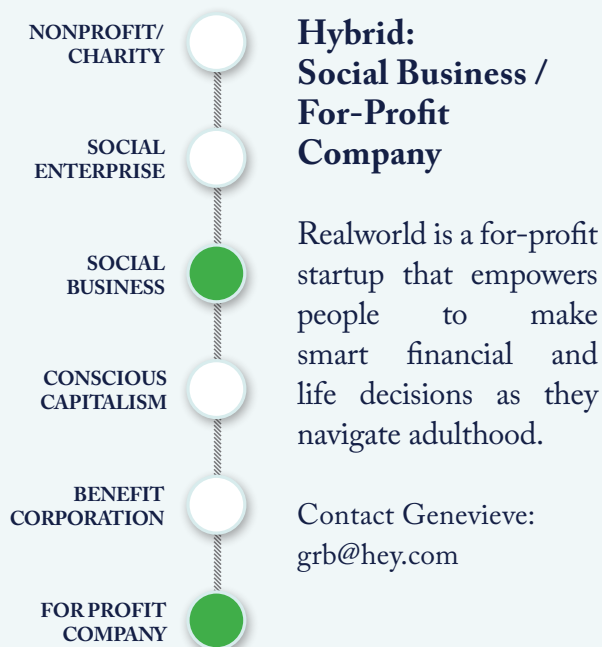 NONPROFIT/
CHARITY
SOCIAL
ENTERPRISE
SOCIAL
BUSINESS
CONSCIOUS
CAPITALISM
BENEFIT
CORPORATION
FOR PROFIT
COMPANY
Hybrid:
Social Business /
For-Profit
Company
Realworld is a for-profit
startup that empowers
people to make
smart financial and
life decisions as they
navigate adulthood.
Contact Genevieve:
grb@hey.com